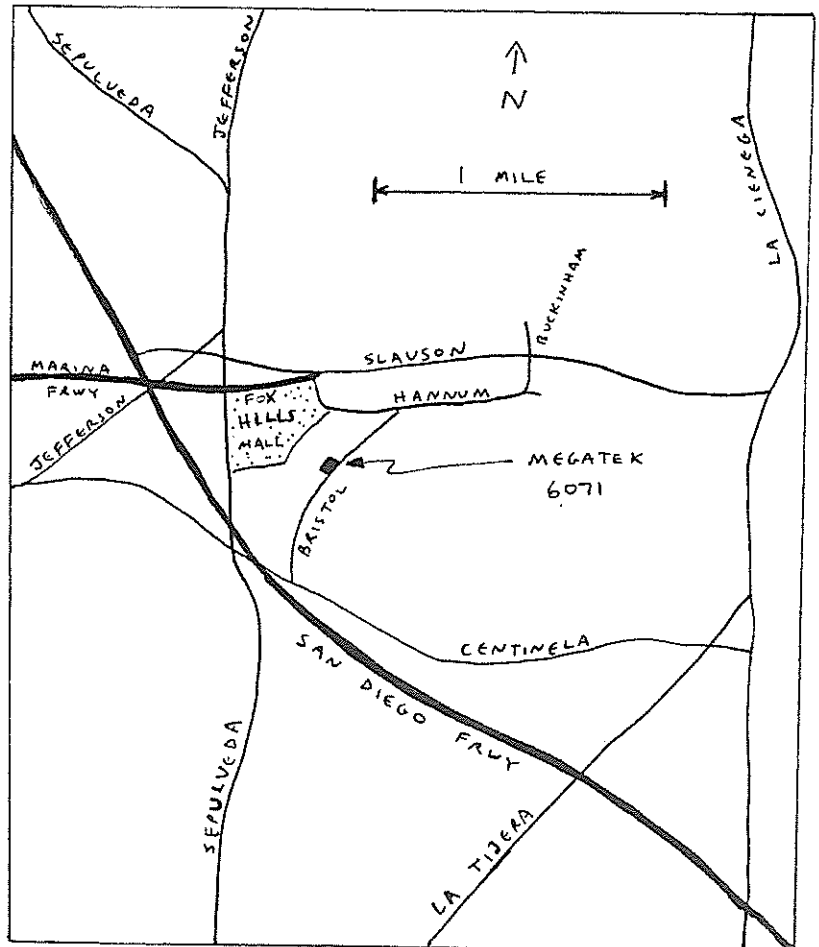 SEPULVEDA
JEFFERSON
N
1 MILE
LA CIENEGA
BUCKINHAM
SLAUSON
MARINA
FRWY
HANNUM
FOX
HILLS
MALL
JEFFERSON
MEGATEK
6071
BRISTOL
CENTINELA
SAN DIEGO FRWY
SEPULVEDA
LA TIJERA